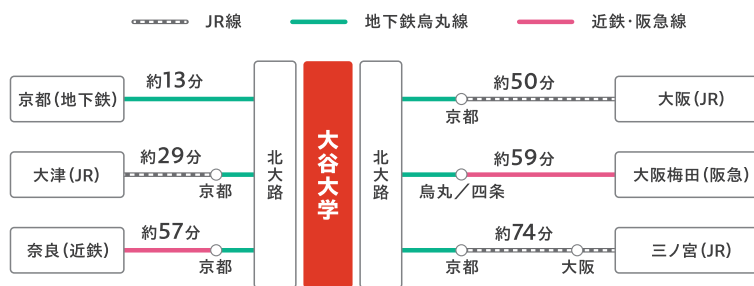 JR線 地下鉄烏丸線 近鉄・阪急線
京都(地下鉄)
約13分
大津(JR)
約29分
京都
奈良(近鉄)
約57分
京都
北大路
大谷大学
北大路
約50分
京都
大阪(JR)
約59分
烏丸／四条
大阪梅田(阪急)
約74分
京都
大阪
三ノ宮(JR)